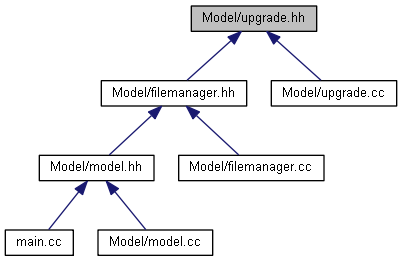 Model/upgrade.hh
Model/filemanager.hh
Model/upgrade.cc
Model/model.hh
Model/filemanager.cc
main.cc
Model/model.cc